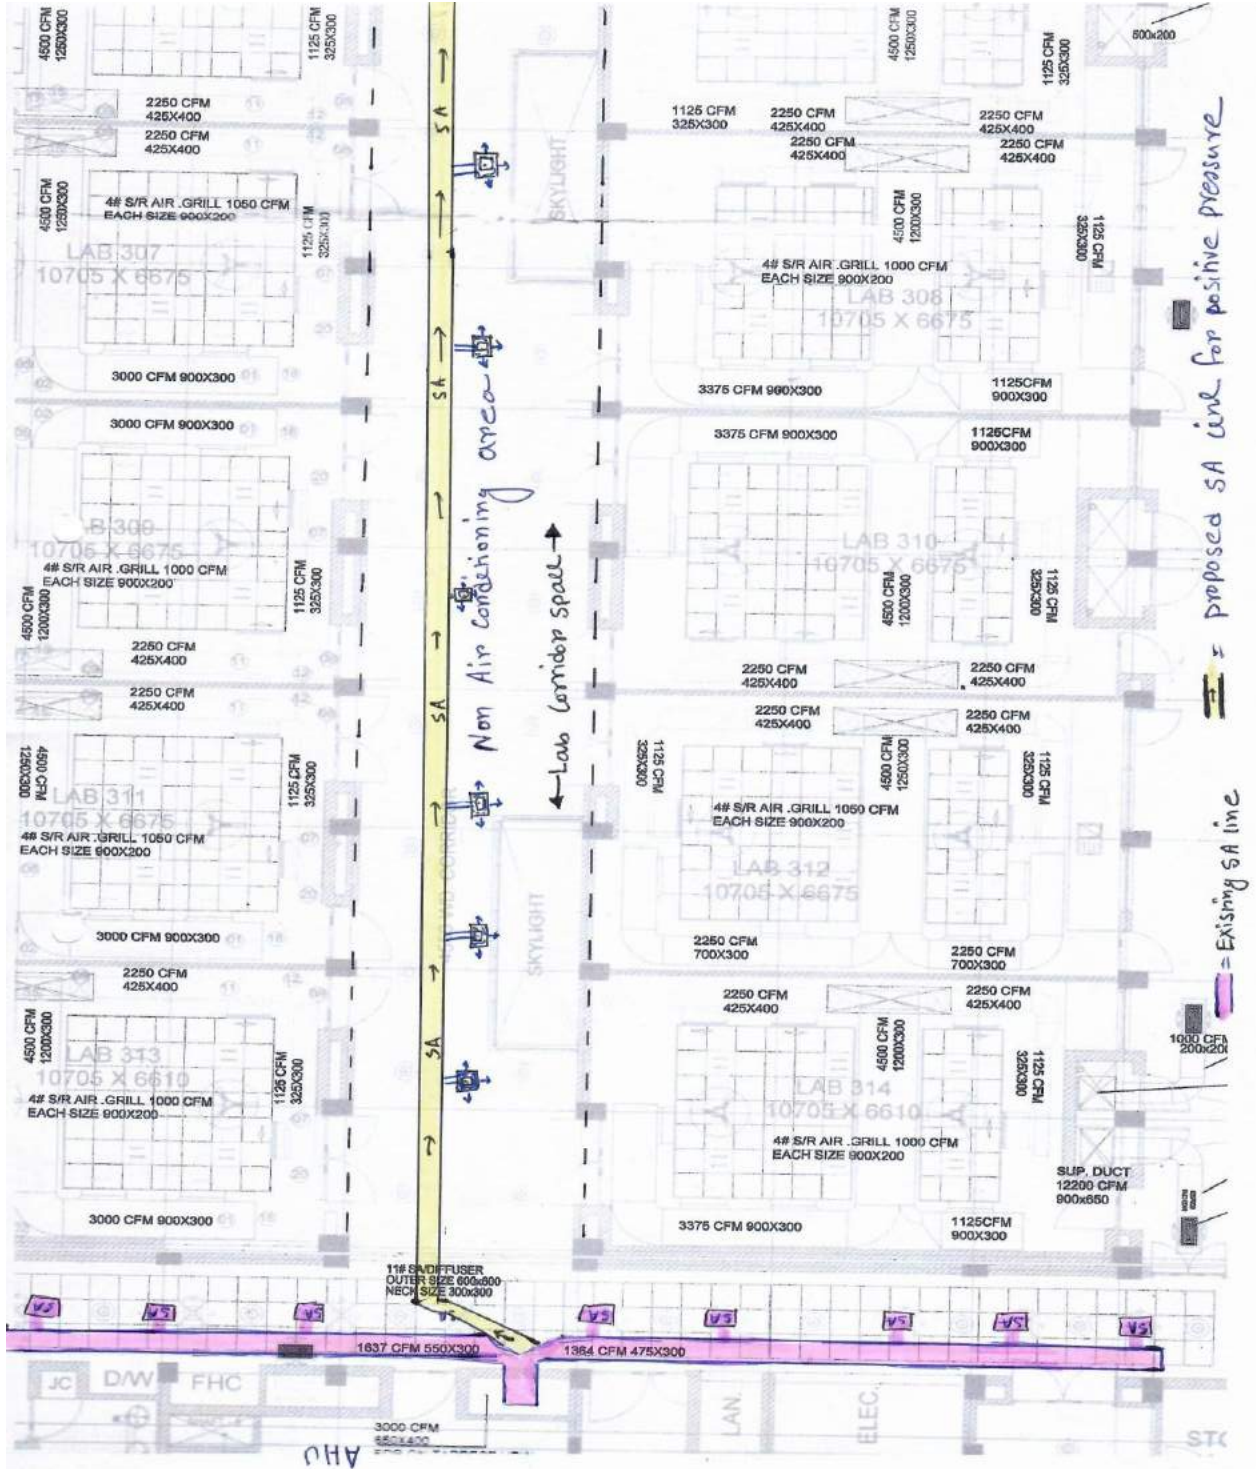 4500 CFM
1250X300
1125 CFM
325X300
SA
4500 CFM
1250X300
1125 CFM
325X300
500x200
2250 CFM
425X400
2250 CFM
425X400
1125 CFM
325X300
2250 CFM
425X400
2250 CFM
425X400
2250 CFM
425X400
2250 CFM
425X400
4500 CFM
1250X300
4# S/R AIR .GRILL 1050 CFM
EACH SIZE 900X200
1125 CFM
325X300
LAB 307
10705 X 6675
SKYLIGHT
4500 CFM
1200X300
1125 CFM
325X300
4# S/R AIR .GRILL 1000 CFM
EACH SIZE 900X200
LAB 308
10705 X 6675
3000 CFM 900X300
SA
3375 CFM 900X300
1125CFM
900X300
3000 CFM 900X300
3375 CFM 900X300
1125CFM
900X300
Non Air Condetioning area
←Lab Corridor space→
= proposed SA line for positive pressure
LAB 309
10705 X 6675
4# S/R AIR .GRILL 1000 CFM
EACH SIZE 900X200
1125 CFM
325X300
4500 CFM
1200X300
LAB 310
10705 X 6675
4500 CFM
1200X300
1125 CFM
325X300
2250 CFM
425X400
2250 CFM
425X400
2250 CFM
425X400
2250 CFM
425X400
SA
2250 CFM
425X400
2250 CFM
425X400
4500 CFM
1250X300
1125 CFM
325X300
LAB 311
10705 X 6675
4# S/R AIR .GRILL 1050 CFM
EACH SIZE 900X200
1125 CFM
325X300
4500 CFM
1250X300
1125 CFM
325X300
4# S/R AIR .GRILL 1050 CFM
EACH SIZE 900X200
LAB 312
10705 X 6675
= Existing SA line
3000 CFM 900X300
SKYLIGHT
2250 CFM
700X300
2250 CFM
700X300
2250 CFM
425X400
2250 CFM
425X400
2250 CFM
425X400
4500 CFM
1200X300
LAB 313
10705 X 6610
1125 CFM
325X300
4# S/R AIR .GRILL 1000 CFM
EACH SIZE 900X200
SA
4500 CFM
1200X300
1125 CFM
325X300
LAB 314
10705 X 6610
4# S/R AIR .GRILL 1000 CFM
EACH SIZE 900X200
1000 CFM
200x200
SUP. DUCT
12200 CFM
900x650
3000 CFM 900X300
3375 CFM 900X300
1125CFM
900X300
11# SA/DIFFUSER
OUTER SIZE 600x600
NECK SIZE 300x300
SA
SA
SA
SA
SA
SA
SA
SA
SA
1637 CFM 550X300
1364 CFM 475X300
JC
D/W
FHC
LAN
ELEC.
3000 CFM
650X400
AHU